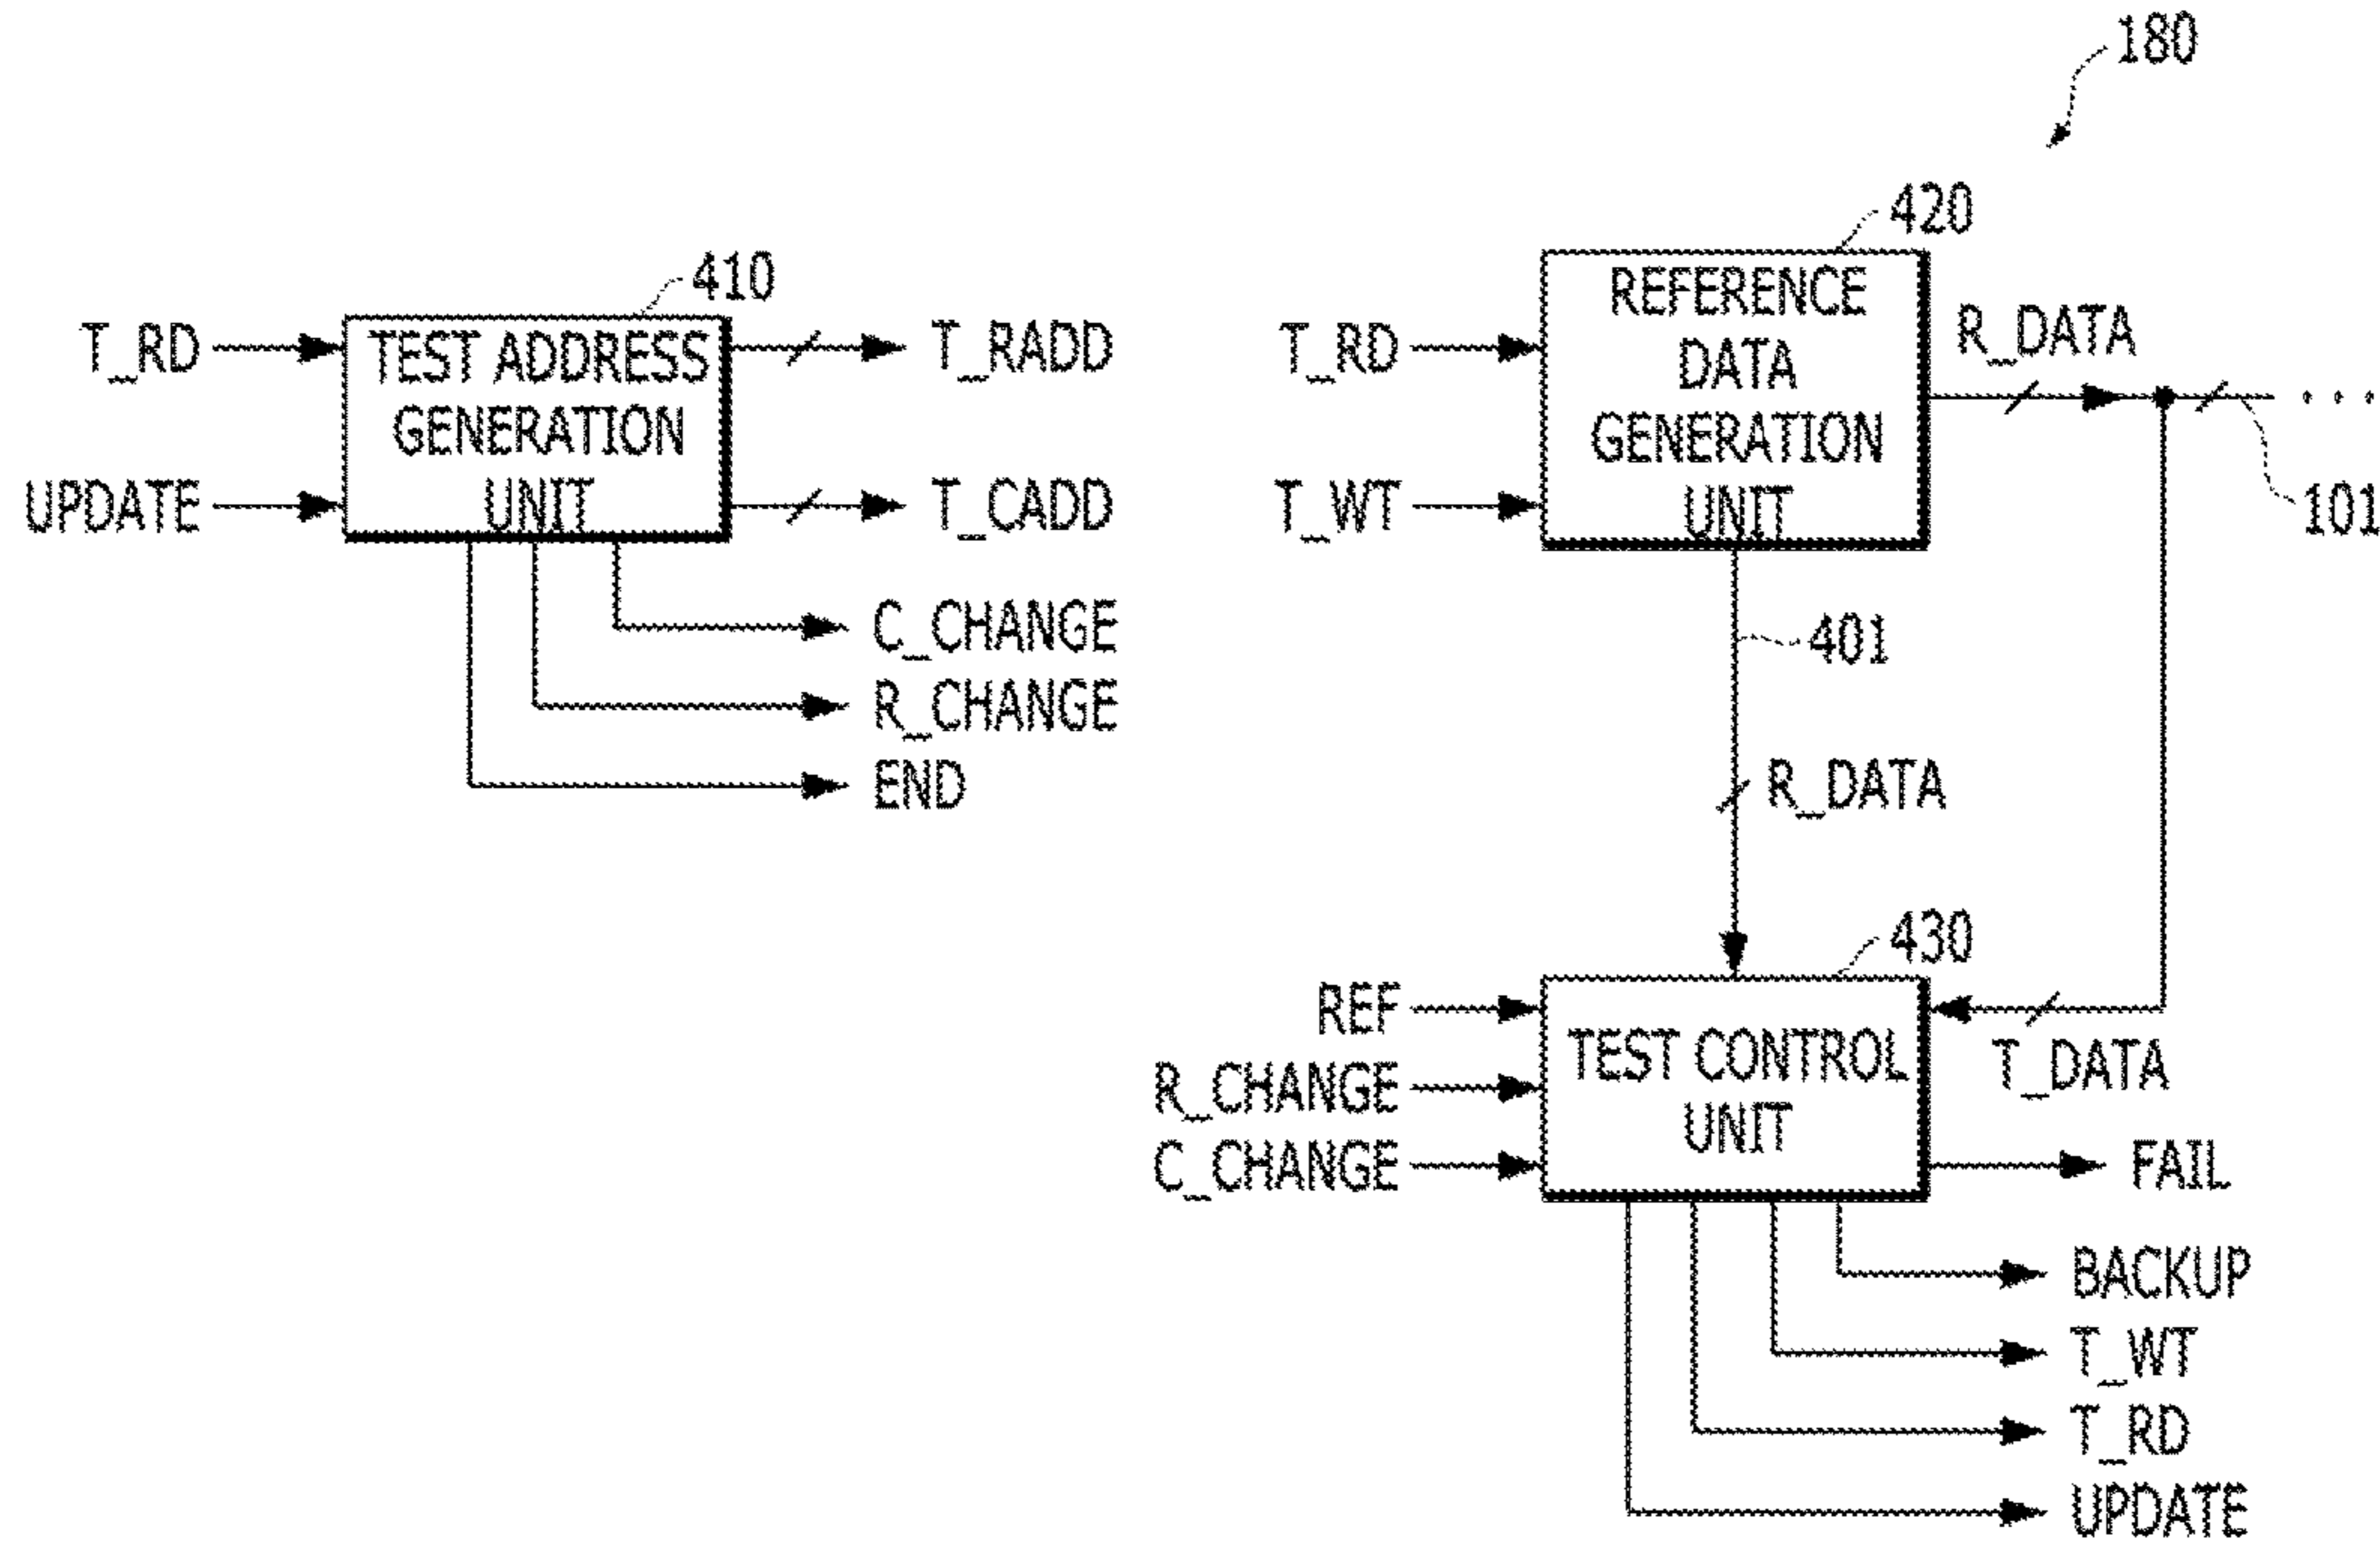 180
410
T_RD
UPDATE
TEST ADDRESS
GENERATION
UNIT
T_RADD
T_CADD
C_CHANGE
R_CHANGE
END
420
T_RD
T_WT
REFERENCE
DATA
GENERATION
UNIT
R_DATA
...
101
401
R_DATA
430
REF
R_CHANGE
C_CHANGE
TEST CONTROL
UNIT
T_DATA
FAIL
BACKUP
T_WT
T_RD
UPDATE